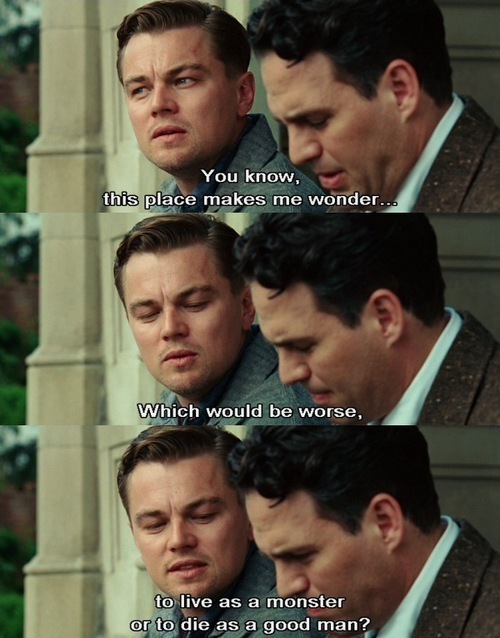 You know,
this place makes me wonder...
Which would be worse,
to live as a monster
or to die as a good man?